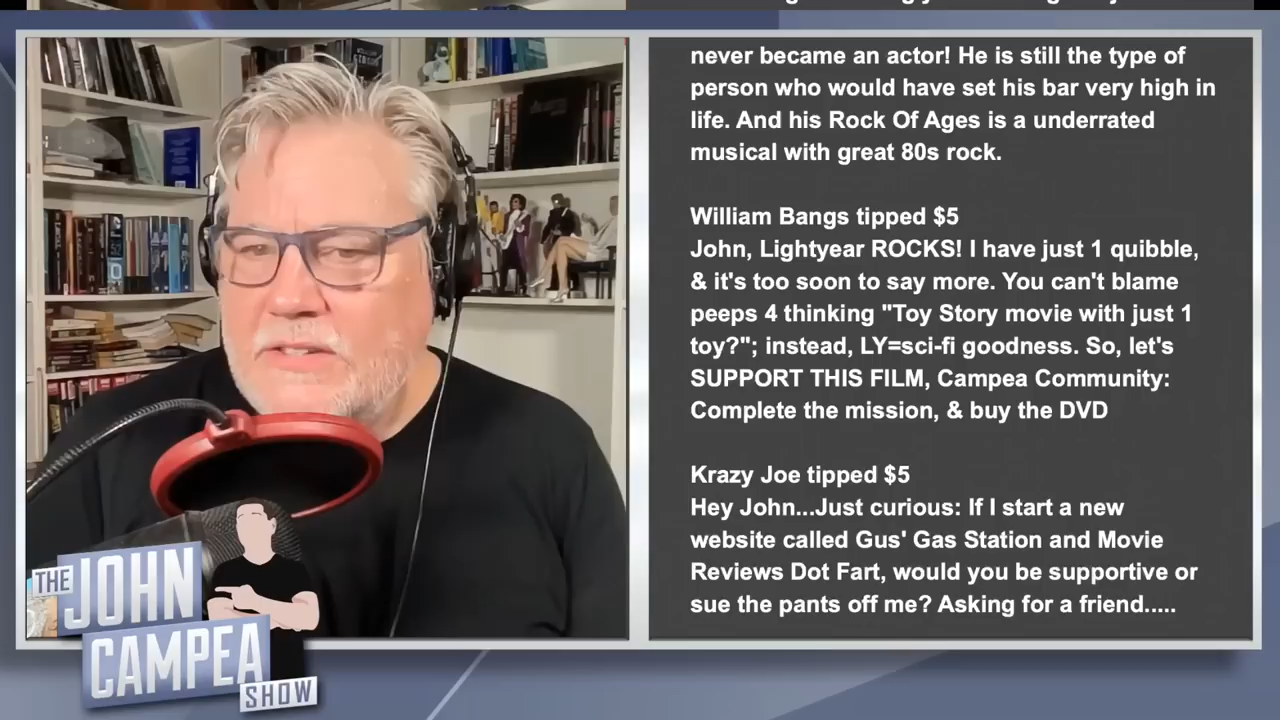 never became an actor! He is still the type of
person who would have set his bar very high in
life. And his Rock Of Ages is a underrated
musical with great 80s rock.
William Bangs tipped $5
John, Lightyear ROCKS! I have just 1 quibble,
& it's too soon to say more. You can't blame
peeps 4 thinking "Toy Story movie with just 1
toy?"; instead, LY=sci-fi goodness. So, let's
SUPPORT THIS FILM, Campea Community:
Complete the mission, & buy the DVD
Krazy Joe tipped $5
Hey John...Just curious: If I start a new
website called Gus' Gas Station and Movie
Reviews Dot Fart, would you be supportive or
sue the pants off me? Asking for a friend.....
THE
JOHN
CAMPEA
SHOW